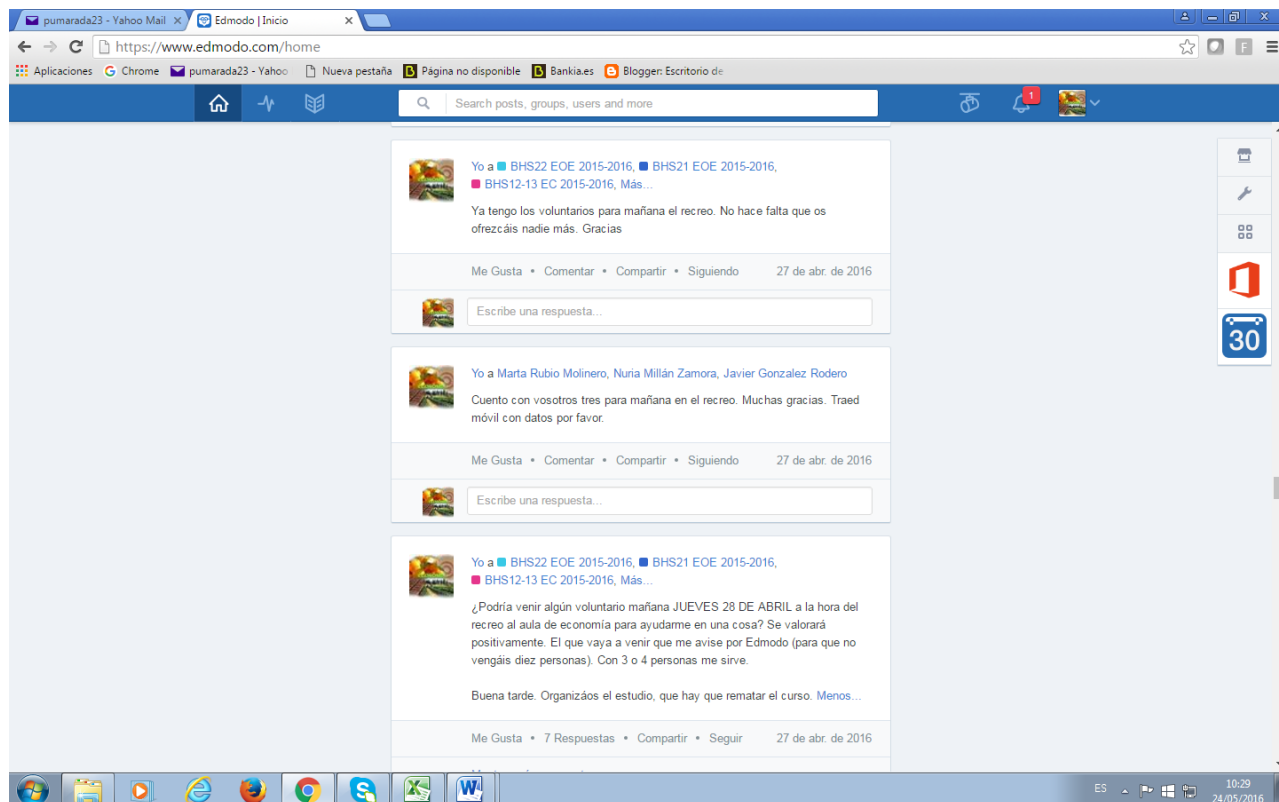 pumarada23 - Yahoo Mail
Edmodo | Inicio
https://www.edmodo.com/home
Aplicaciones Chrome pumarada23 - Yahoo Nueva pestaña Página no disponible Bankia.es Blogger: Escritorio de
Search posts, groups, users and more
1
Yo a BHS22 EOE 2015-2016, BHS21 EOE 2015-2016,
BHS12-13 EC 2015-2016, Más...
Ya tengo los voluntarios para mañana el recreo. No hace falta que os
ofrezcáis nadie más. Gracias
Me Gusta • Comentar • Compartir • Siguiendo 27 de abr. de 2016
Escribe una respuesta...
30
Yo a Marta Rubio Molinero, Nuria Millán Zamora, Javier Gonzalez Rodero
Cuento con vosotros tres para mañana en el recreo. Muchas gracias. Traed
móvil con datos por favor.
Me Gusta • Comentar • Compartir • Siguiendo 27 de abr. de 2016
Escribe una respuesta...
Yo a BHS22 EOE 2015-2016, BHS21 EOE 2015-2016,
BHS12-13 EC 2015-2016, Más...
¿Podría venir algún voluntario mañana JUEVES 28 DE ABRIL a la hora del
recreo al aula de economía para ayudarme en una cosa? Se valorará
positivamente. El que vaya a venir que me avise por Edmodo (para que no
vengáis diez personas). Con 3 o 4 personas me sirve.
Buena tarde. Organizáos el estudio, que hay que rematar el curso. Menos...
Me Gusta • 7 Respuestas • Compartir • Seguir 27 de abr. de 2016
ES
10:29
24/05/2016